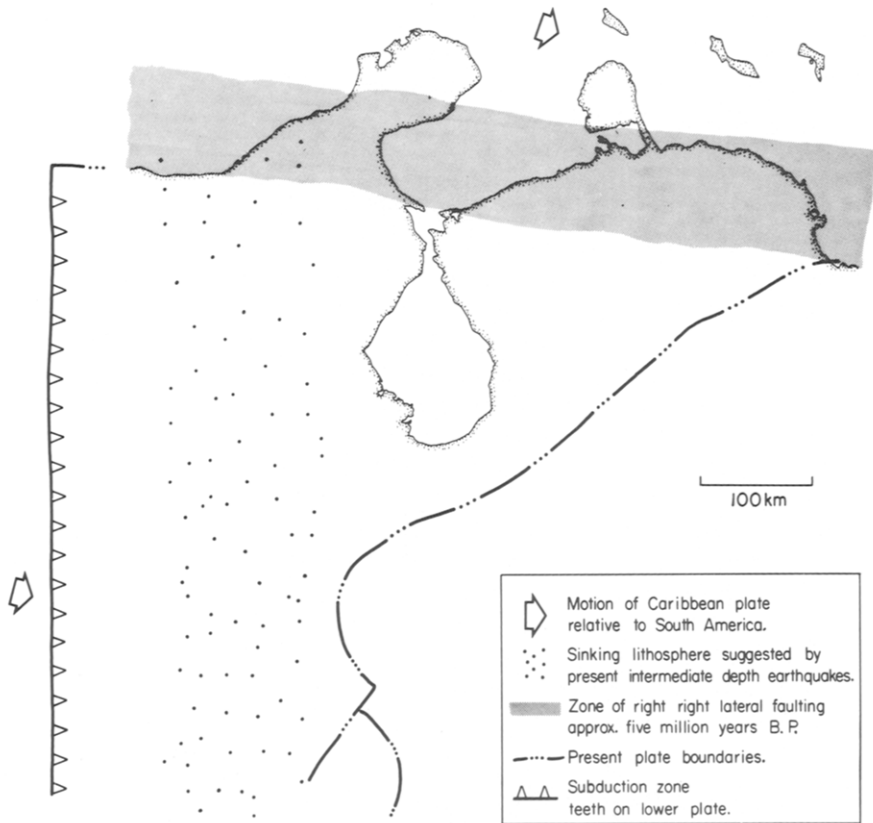 100 km
Motion of Caribbean plate
relative to South America.
Sinking lithosphere suggested by
present intermediate depth earthquakes.
Zone of right right lateral faulting
approx. five million years B.P.
Present plate boundaries.
Subduction zone
teeth on lower plate.